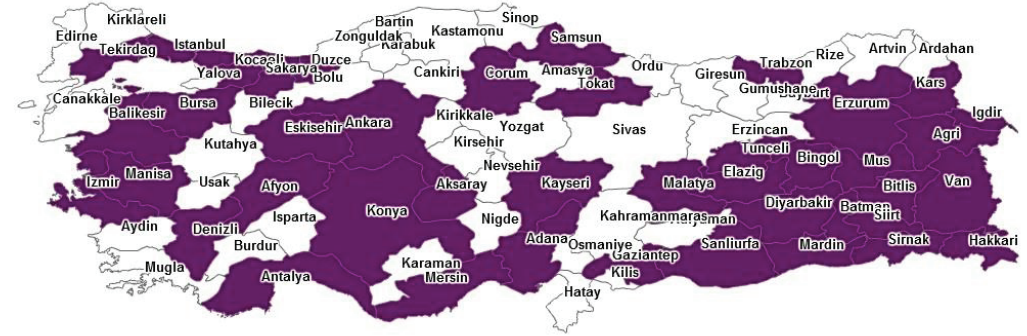 Sinop
Kirklareli
Bartin
Kastamonu
Edirne
Zonguldak
Samsun
Tekirdag
Istanbul
Karabuk
Artvin
Ardahan
Rize
Kocaeli
Duzce
Ordu
Trabzon
Sakarya
Yalova
Bolu
Cankiri
Corum
Amasya
Giresun
Tokat
Kars
Gumushane
Bayburt
Canakkale
Bursa
Bilecik
Erzurum
Balikesir
Igdir
Kirikkale
Eskisehir
Ankara
Yozgat
Sivas
Erzincan
Agri
Kutahya
Kirsehir
Tunceli
Bingol
Mus
Nevsehir
Elazig
Manisa
Izmir
Usak
Afyon
Aksaray
Kayseri
Malatya
Bitlis
Van
Diyarbakir
Batman
Siirt
Konya
Isparta
Nigde
Kahramanmaras
Adiyaman
Aydin
Denizli
Burdur
Adana
Osmaniye
Sanliurfa
Mardin
Sirnak
Hakkari
Gaziantep
Mugla
Karaman
Antalya
Mersin
Kilis
Hatay